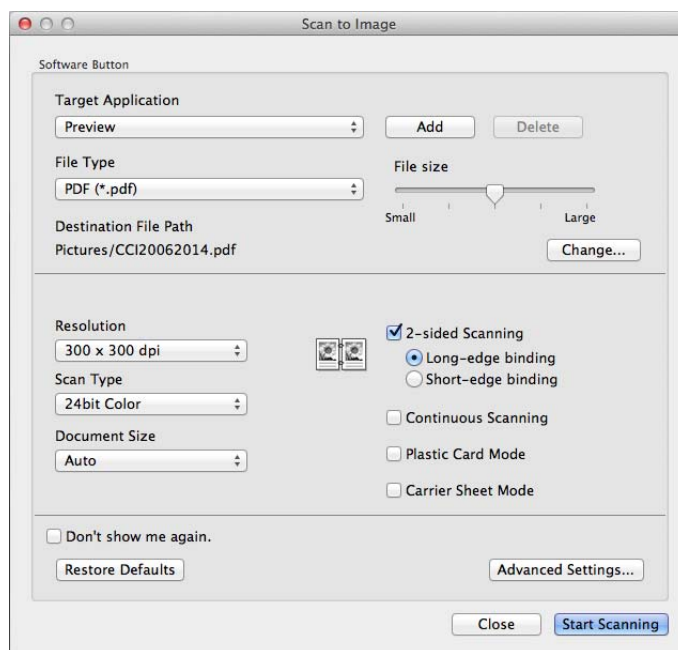 Scan to Image
Software Button
Target Application
Preview
Add
Delete
File Type
File size
PDF (*.pdf)
Small
Large
Destination File Path
Pictures/CCI20062014.pdf
Change...
Resolution
300 x 300 dpi
2-sided Scanning
Long-edge binding
Short-edge binding
Scan Type
24bit Color
Continuous Scanning
Document Size
Auto
Plastic Card Mode
Carrier Sheet Mode
Don't show me again.
Restore Defaults
Advanced Settings...
Close
Start Scanning